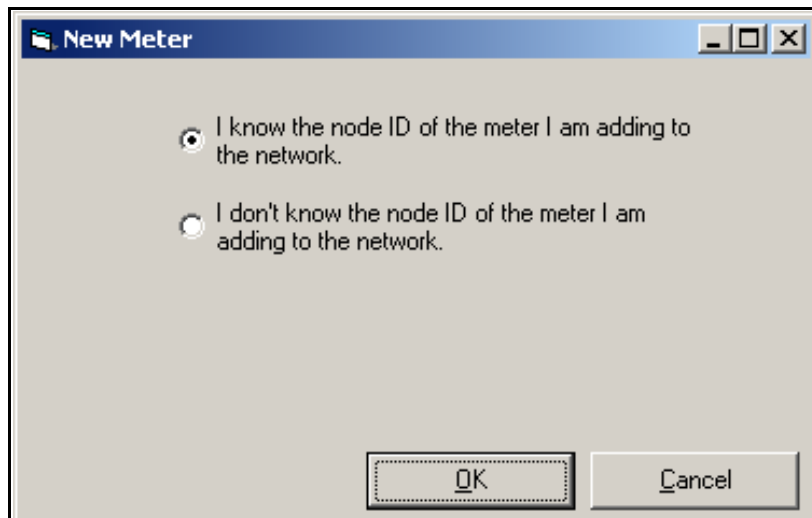 New Meter
I know the node ID of the meter I am adding to
the network.
I don't know the node ID of the meter I am
adding to the network.
OK
Cancel